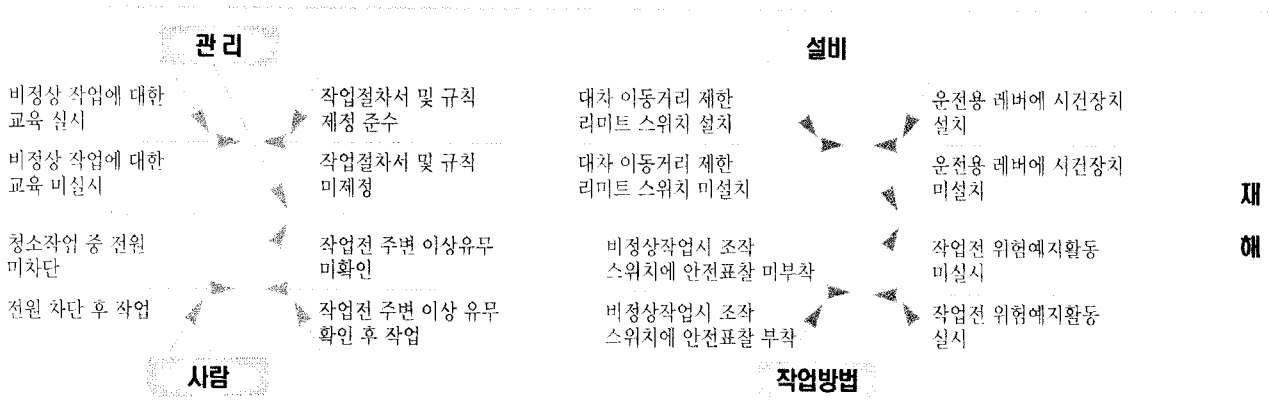 관 리
설비
비정상 작업에 대한
교육 실시
작업절차서 및 규칙
제정 준수
대차 이동거리 제한
리미트 스위치 설치
운전용 레버에 시건장치
설치
비정상 작업에 대한
교육 미실시
작업절차서 및 규칙
미제정
대차 이동거리 제한
리미트 스위치 미설치
운전용 레버에 시건장치
미설치
재
해
청소작업 중 전원
미차단
작업전 주변 이상유무
미확인
비정상작업시 조작
스위치에 안전표찰 미부착
작업전 위험예지활동
미실시
전원 차단 후 작업
작업전 주변 이상 유무
확인 후 작업
비정상작업시 조작
스위치에 안전표찰 부착
작업전 위험예지활동
실시
사람
작업방법